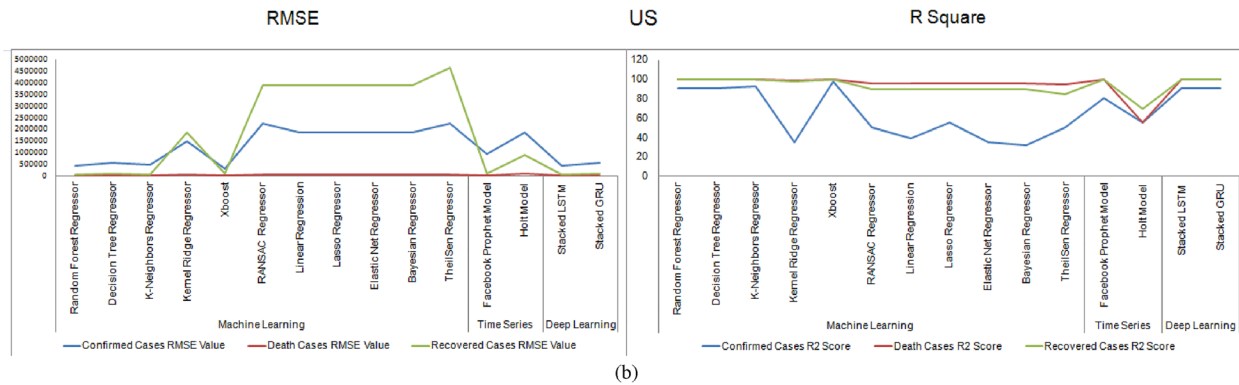 RMSE
US
R Square
5000000
4500000
4000000
3500000
3000000
2500000
2000000
1500000
1000000
500000
0
Random Forest Regressor
Decision Tree Regressor
K-Neighbors Regressor
Kernel Ridge Regressor
Xboost
RANSAC Regressor
Linear Regression
Lasso Regressor
Elastic Net Regressor
Bayesian Regressor
TheilSen Regressor
Facebook Prophet Model
Holt Model
Stacked LSTM
Stacked GRU
Machine Learning
Time Series
Deep Learning
Confirmed Cases RMSE Value
Death Cases RMSE Value
Recovered Cases RMSE Value
120
100
80
60
40
20
0
Random Forest Regressor
Decision Tree Regressor
K-Neighbors Regressor
Kernel Ridge Regressor
Xboost
RANSAC Regressor
Linear Regression
Lasso Regressor
Elastic Net Regressor
Bayesian Regressor
TheilSen Regressor
Facebook Prophet Model
Holt Model
Stacked LSTM
Stacked GRU
Machine Learning
Time Series
Deep Learning
Confirmed Cases R2 Score
Death Cases R2 Score
Recovered Cases R2 Score
(b)